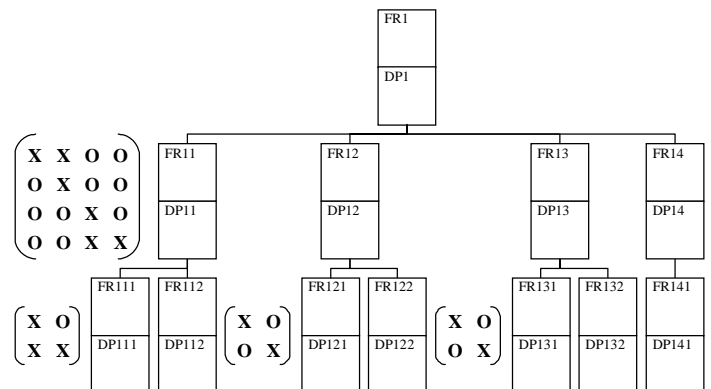 FR1
DP1
X X O O
O X O O
O O X O
O O X X
FR11 FR12 FR13 FR14
DP11 DP12 DP13 DP14
FR111 FR112 FR121 FR122 FR131 FR132 FR141
X O X O X O
X X O X O X
DP111 DP112 DP121 DP122 DP131 DP132 DP141